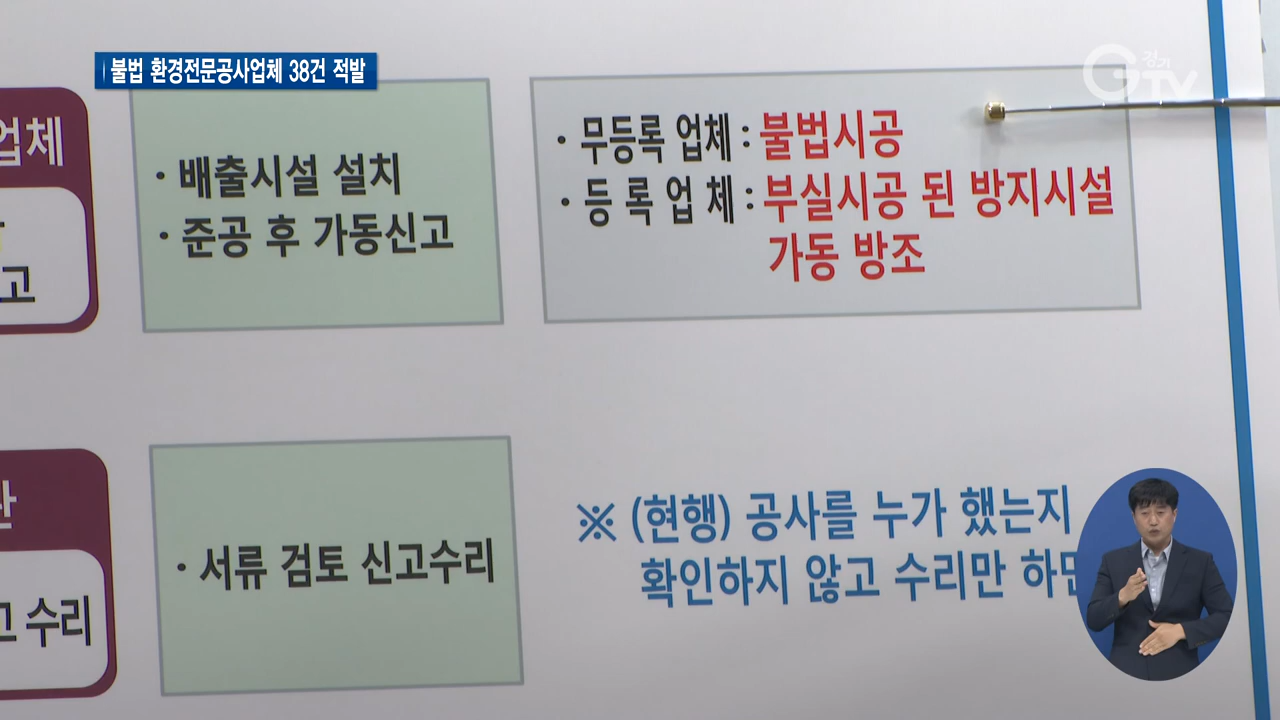 불법 환경전문공사업체 38건 적발
경기
GTV
업체
고
· 배출시설 설치
· 준공 후 가동신고
· 무등록 업체 : 불법시공
· 등 록 업 체 : 부실시공 된 방지시설
가동 방조
관
고 수리
· 서류 검토 신고수리
※ (현행) 공사를 누가 했는지
확인하지 않고 수리만 하면